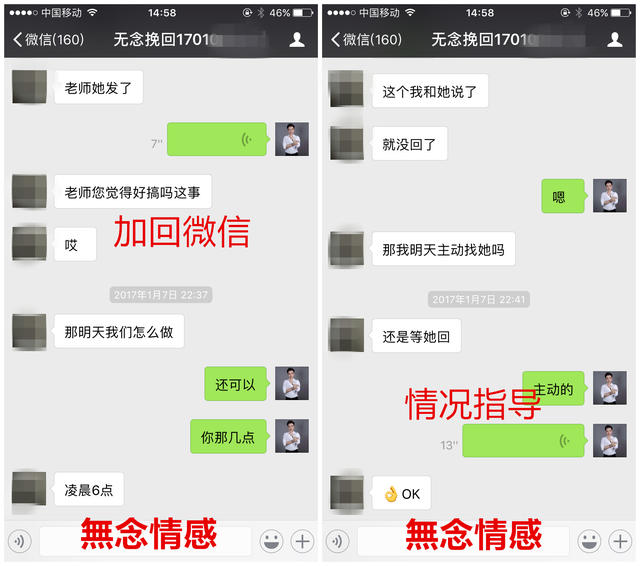 中国移动
14:58
46%
微信(160)
无念挽回1701
老师她发了
7''
老师您觉得好搞吗这事
加回微信
哎
2017年1月7日 22:37
那明天我们怎么做
还可以
你那几点
凌晨6点
無念情感
中国移动
14:58
46%
微信(160)
无念挽回1701
这个我和她说了
就没回了
嗯
那我明天主动找她吗
2017年1月7日 22:41
还是等她回
主动的
情况指导
13''
👌OK
無念情感